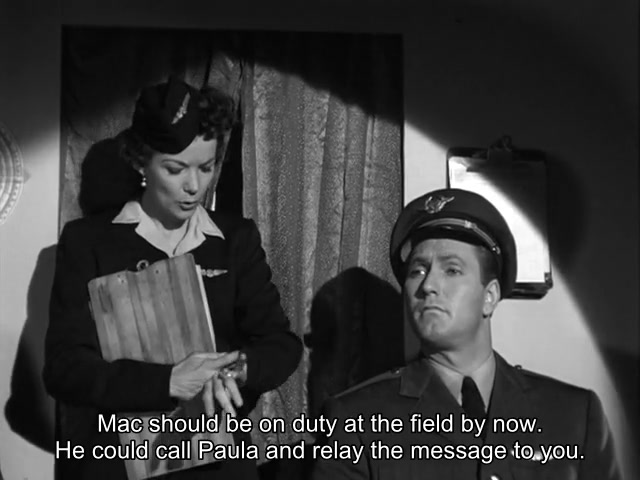 Mac should be on duty at the field by now.
He could call Paula and relay the message to you.